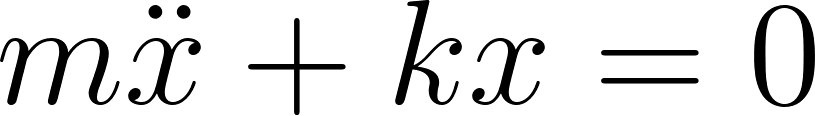 mẍ + kx = 0